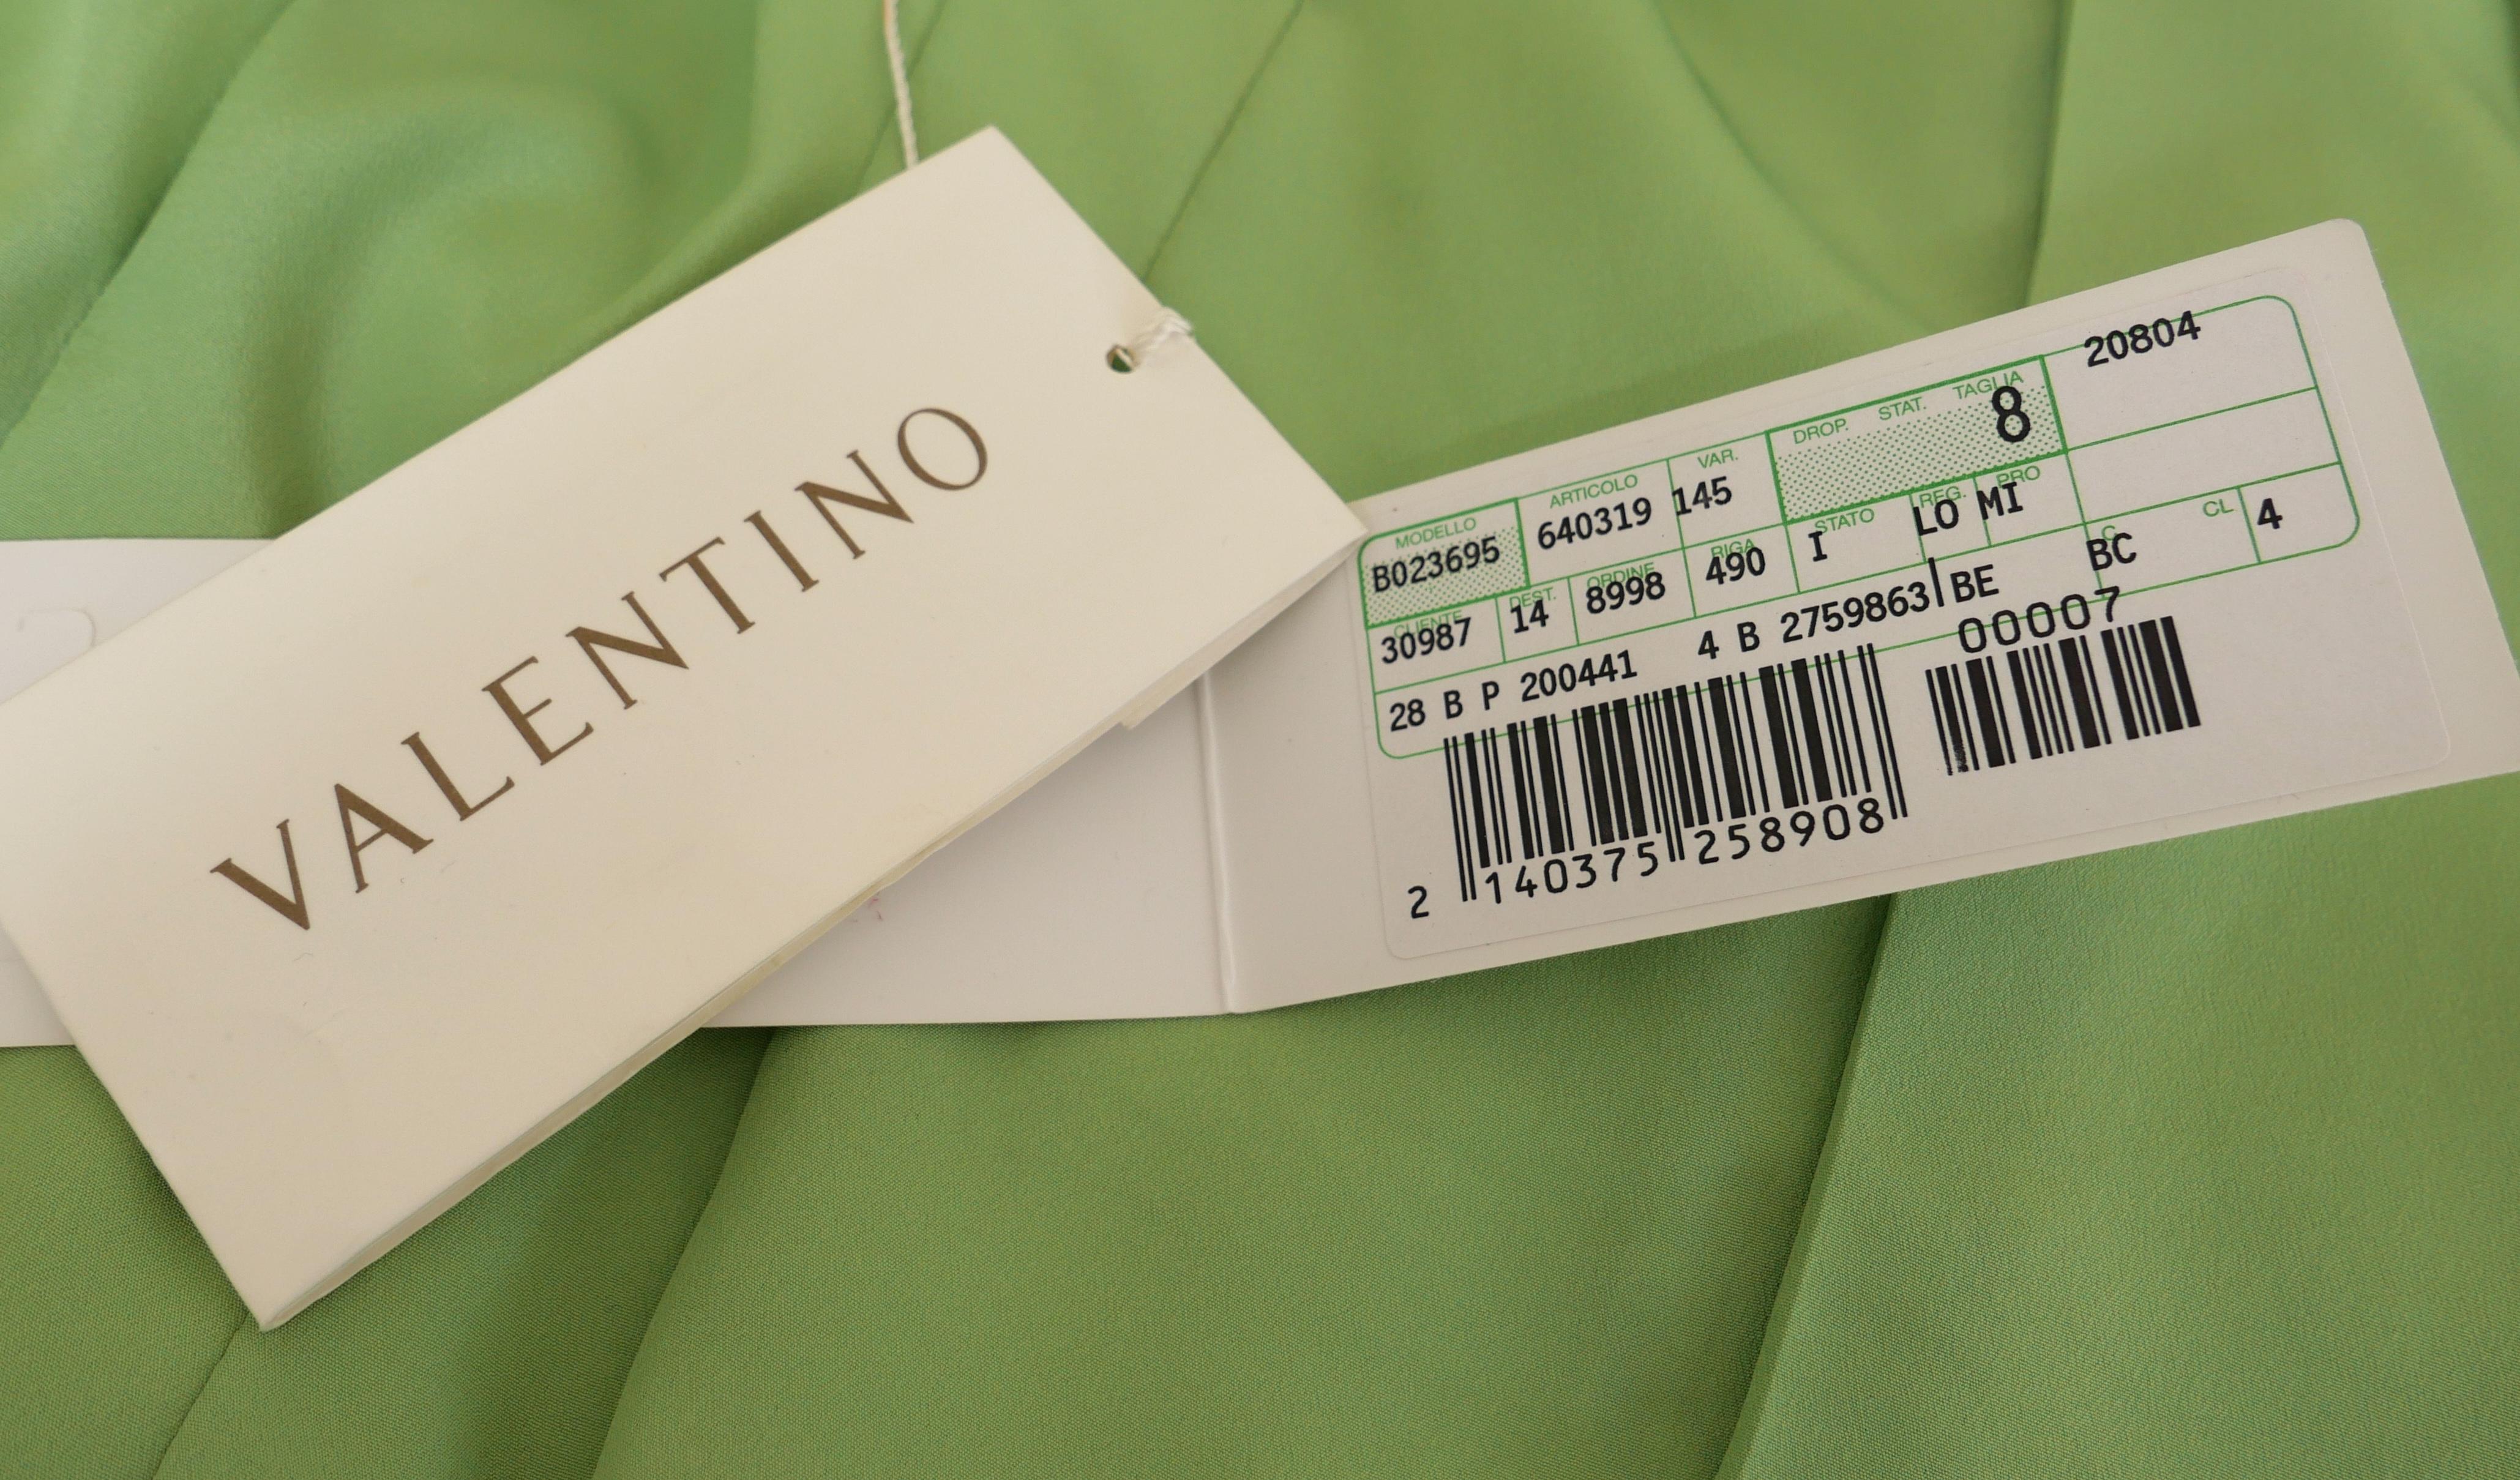 VALENTINO
20804
DROP. STAT. TAGLIA
8
MODELLO ARTICOLO VAR.
B023695 640319 145
STATO REG. PRO
I LO MI
CLIENTE DEST. ORDINE RIGA
30987 14 8998 490
C CL
BC 4
28 B P 200441 4 B 2759863 BE
00007
2 140375 258908